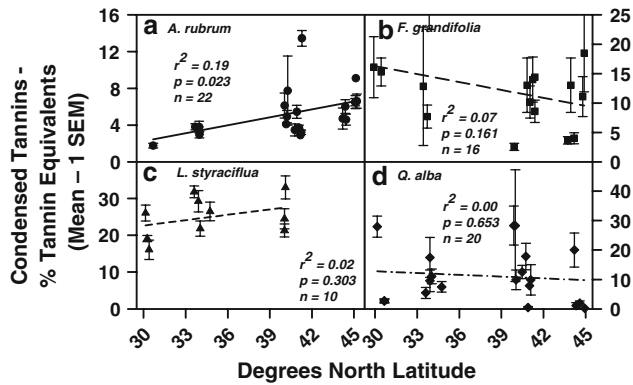 Condensed Tannins -
% Tannin Equivalents
(Mean – 1 SEM)
16
12
8
4
0
a A. rubrum
r² = 0.19
p = 0.023
n = 22
b F. grandifolia
r² = 0.07
p = 0.161
n = 16
25
20
15
10
5
0
30
20
10
0
c L. styraciflua
r² = 0.02
p = 0.303
n = 10
d Q. alba
r² = 0.00
p = 0.653
n = 20
40
30
20
10
0
30 33 36 39 42 45 30 33 36 39 42 45
Degrees North Latitude